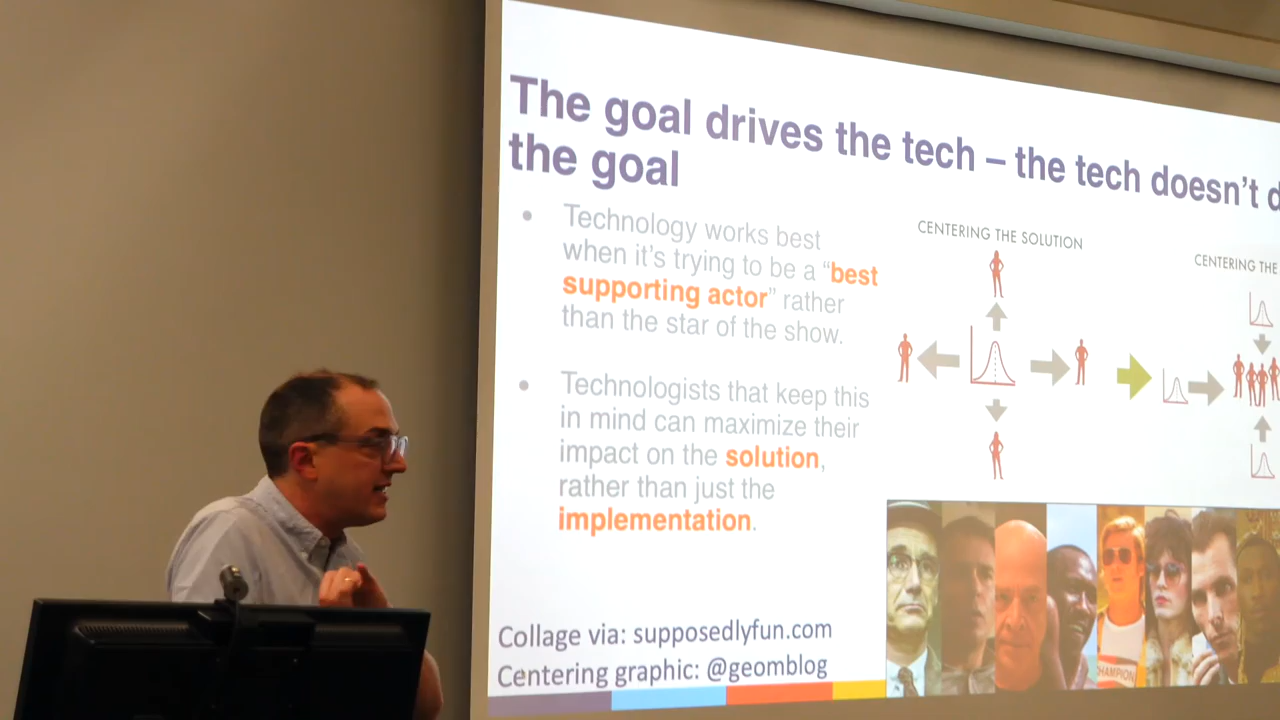 The goal drives the tech – the tech doesn't d
the goal
• Technology works best
when it's trying to be a "best
supporting actor" rather
than the star of the show.
• Technologists that keep this
in mind can maximize their
impact on the solution,
rather than just the
implementation.
CENTERING THE SOLUTION
CENTERING THE
CHAMPION
Collage via: supposedlyfun.com
Centering graphic: @geomblog